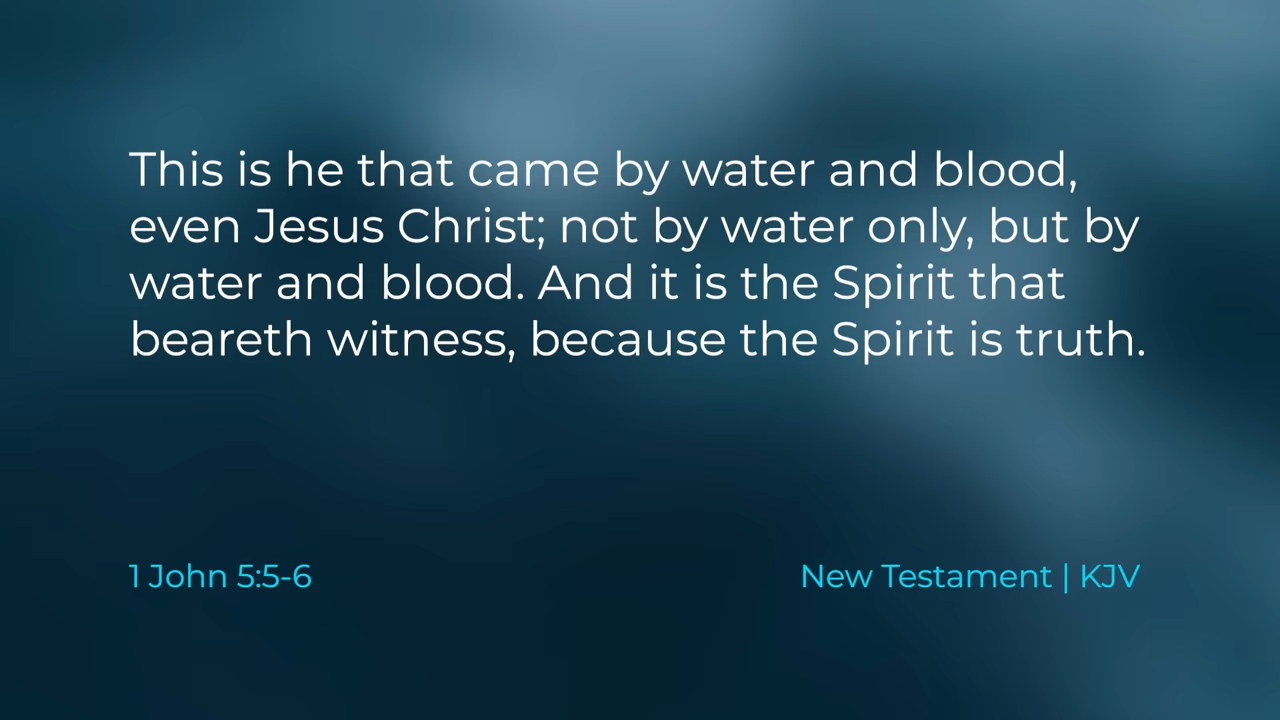 This is he that came by water and blood,
even Jesus Christ; not by water only, but by
water and blood. And it is the Spirit that
beareth witness, because the Spirit is truth.
1 John 5:5-6
New Testament | KJV